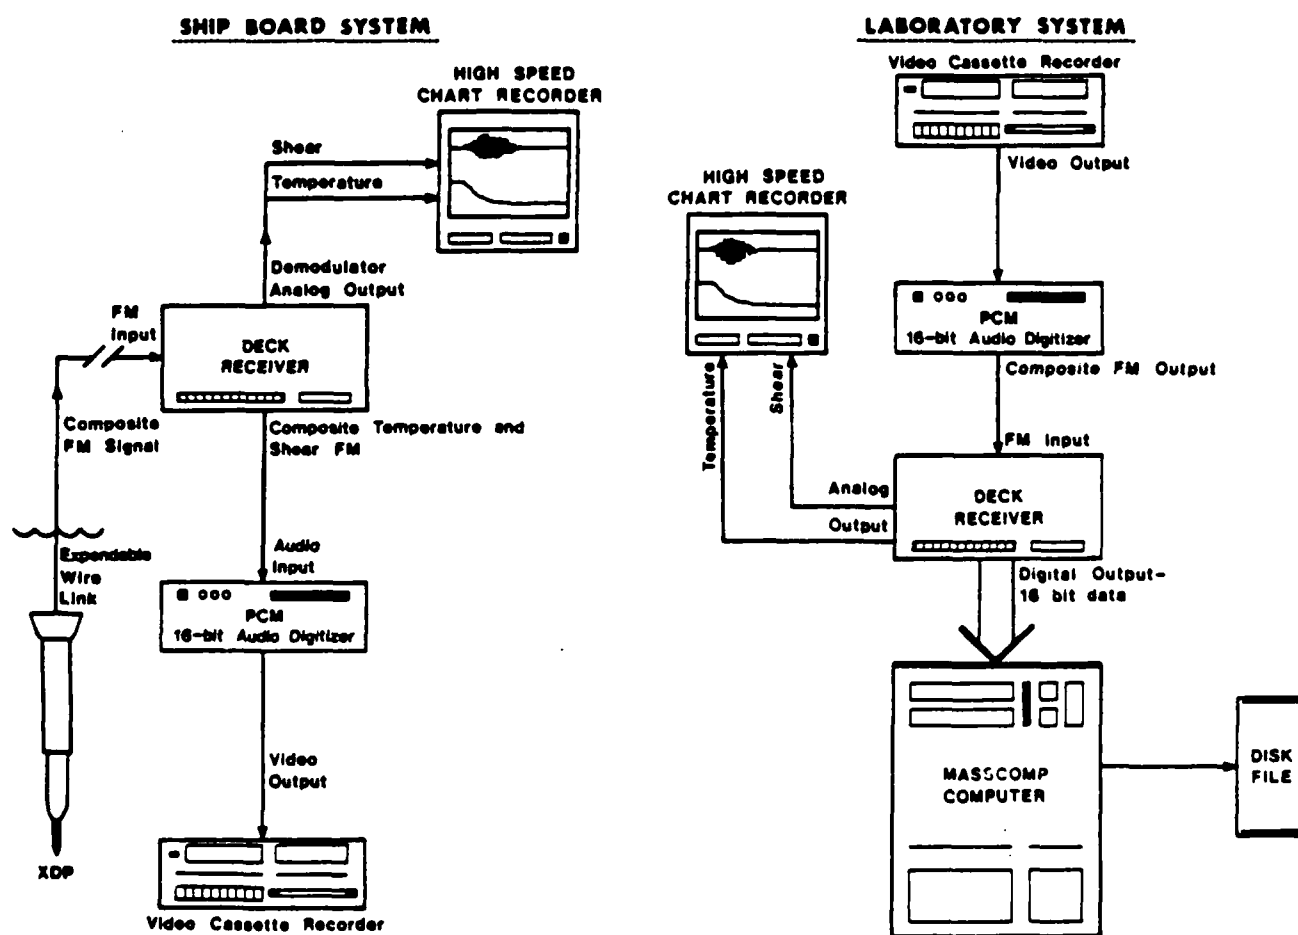 SHIP BOARD SYSTEM
HIGH SPEED
CHART RECORDER
Shear
Temperature
Demodulator
Analog Output
FM
Input
DECK
RECEIVER
Composite
FM Signal
Composite Temperature and
Shear FM
Expendable
Wire
Link
Audio
Input
PCM
16-bit Audio Digitizer
Video
Output
XDP
Video Cassette Recorder
LABORATORY SYSTEM
Video Cassette Recorder
Video Output
HIGH SPEED
CHART RECORDER
PCM
16-bit Audio Digitizer
Composite FM Output
Temperature
Shear
FM Input
Analog
Output
DECK
RECEIVER
Digital Output-
16 bit data
MASSCOMP
COMPUTER
DISK
FILE